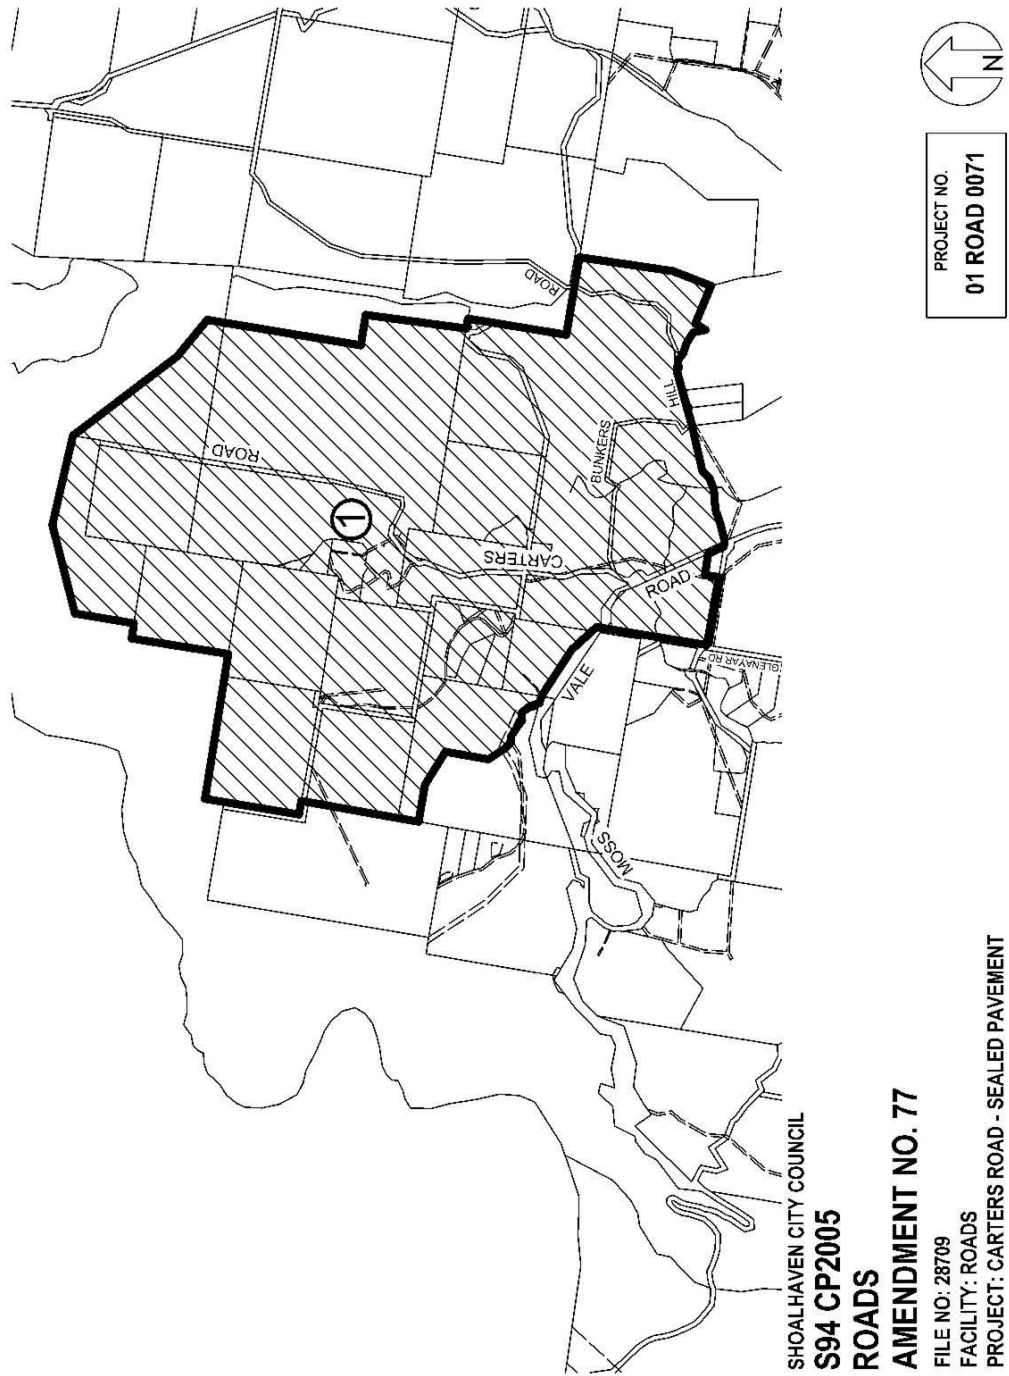 ROAD
ROAD
1
BUNKERS
HILL
CARTERS
ROAD
VALE
MOSS
GLENAYAR RD
SHOALHAVEN CITY COUNCIL
S94 CP2005
ROADS
AMENDMENT NO. 77
FILE NO: 28709
FACILITY: ROADS
PROJECT: CARTERS ROAD - SEALED PAVEMENT
PROJECT NO.
01 ROAD 0071
N